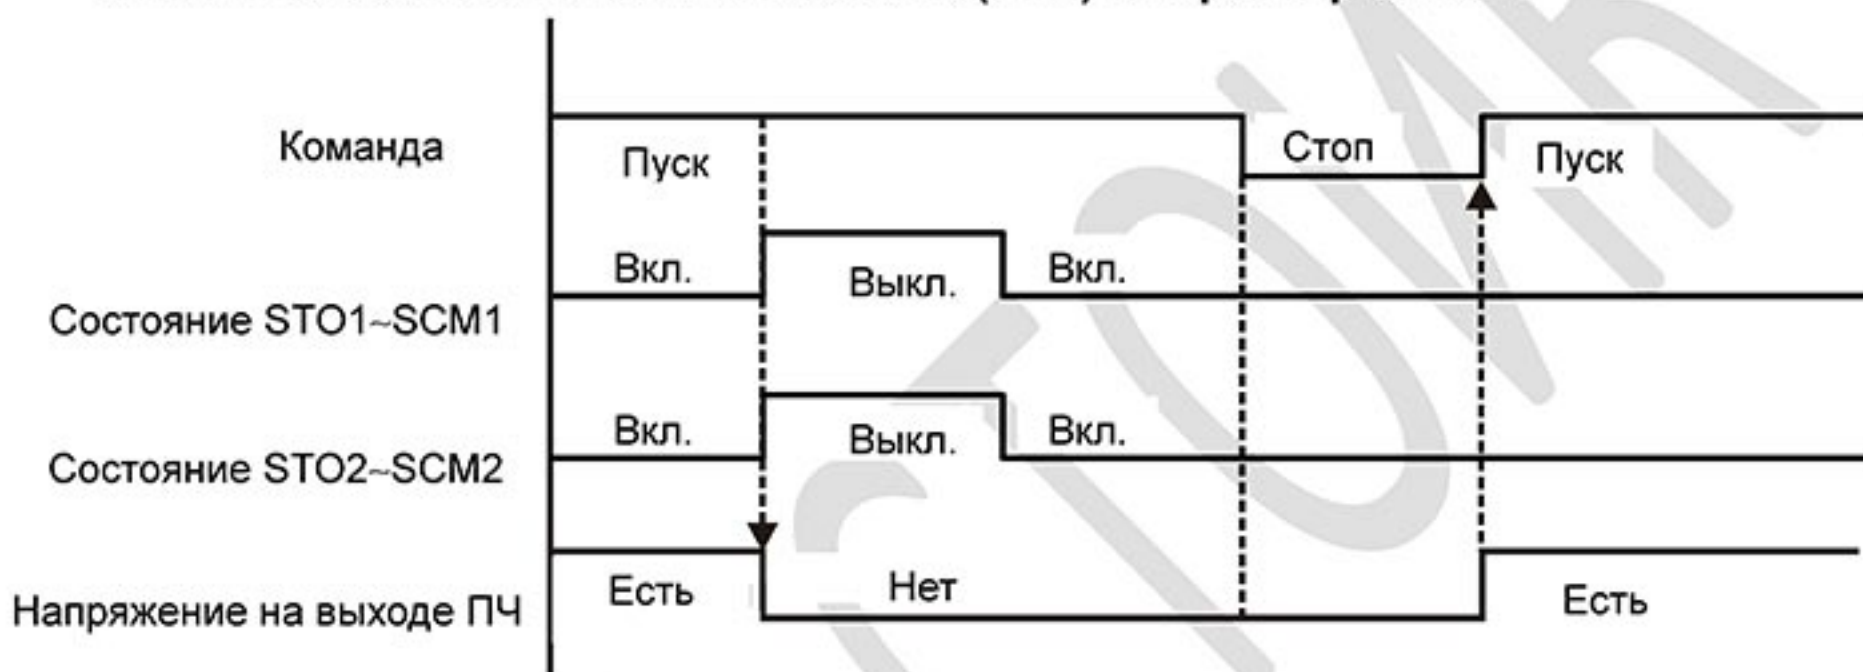 Команда
Пуск
Стоп
Пуск
Состояние STO1~SCM1
Вкл.
Выкл.
Вкл.
Состояние STO2~SCM2
Вкл.
Выкл.
Вкл.
Напряжение на выходе ПЧ
Есть
Нет
Есть